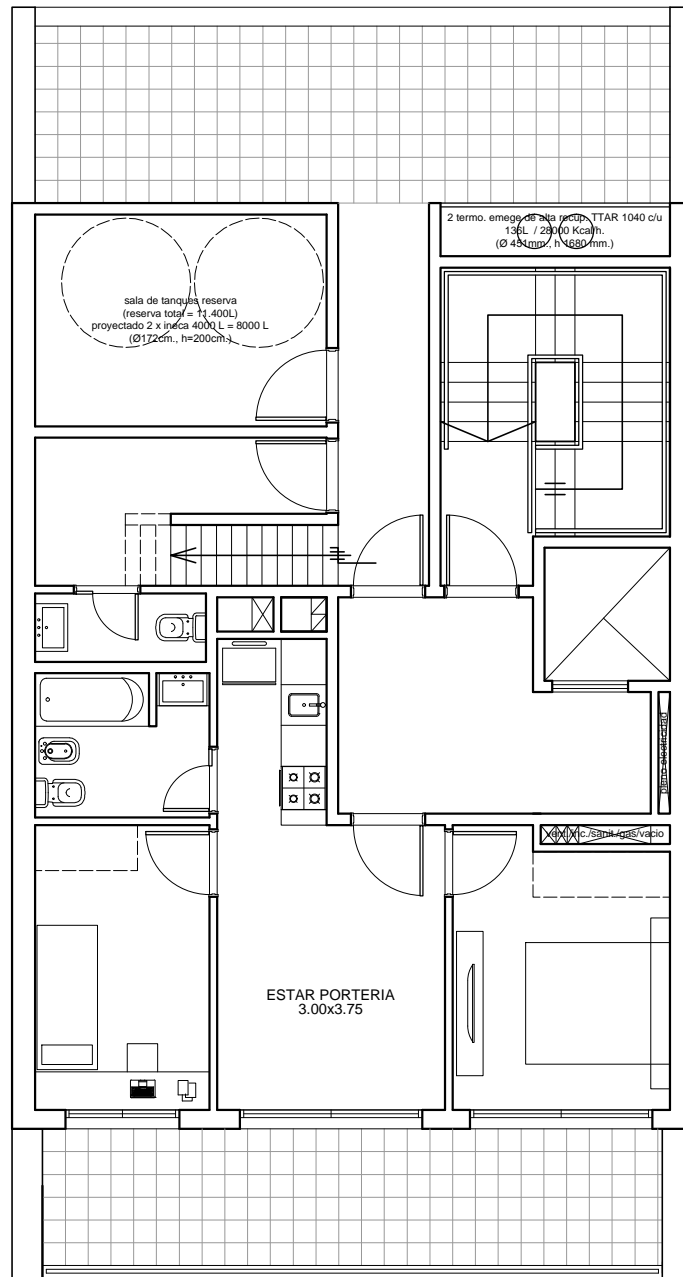 2 termo. emege de alta recup. TTAR 1040 c/u
136L / 28000 Kcal/h.
(Ø 451mm., h 1680 mm.)
sala de tanques reserva
(reserva total = 11.400L)
proyectado 2 x ineca 4000 L = 8000 L
(Ø172cm., h=200cm.)
pleno electricidad
vent./inc./sanit./gas/vacio
ESTAR PORTERIA
3.00x3.75